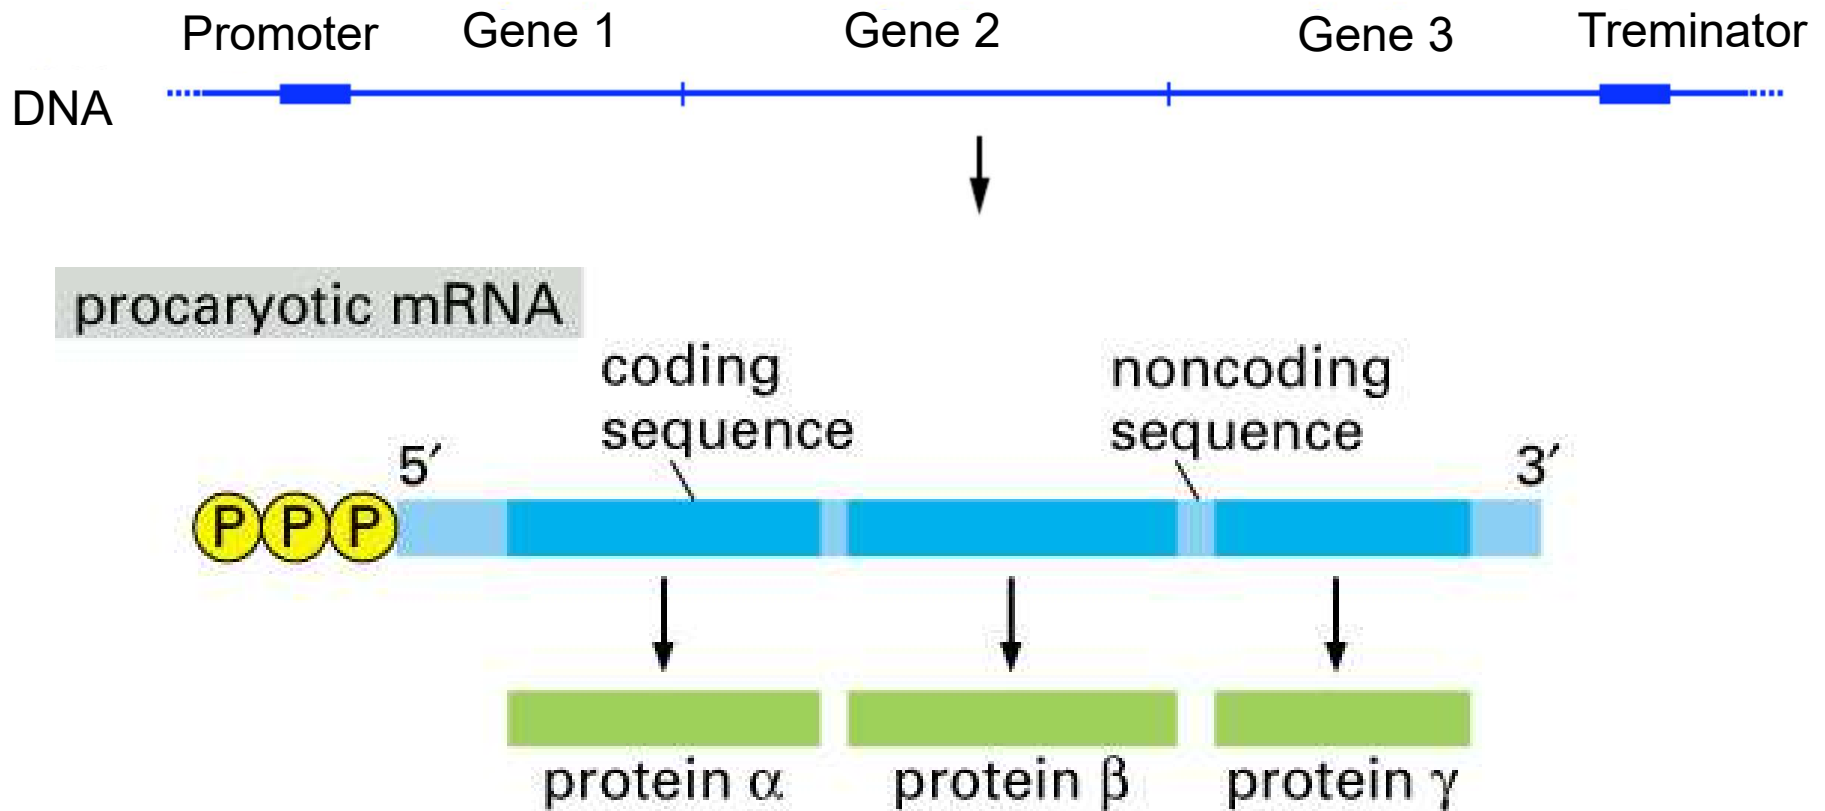 Promoter Gene 1 Gene 2 Gene 3 Treminator
DNA
procaryotic mRNA
coding
sequence
noncoding
sequence
5′
3′
P P P
protein α protein β protein γ